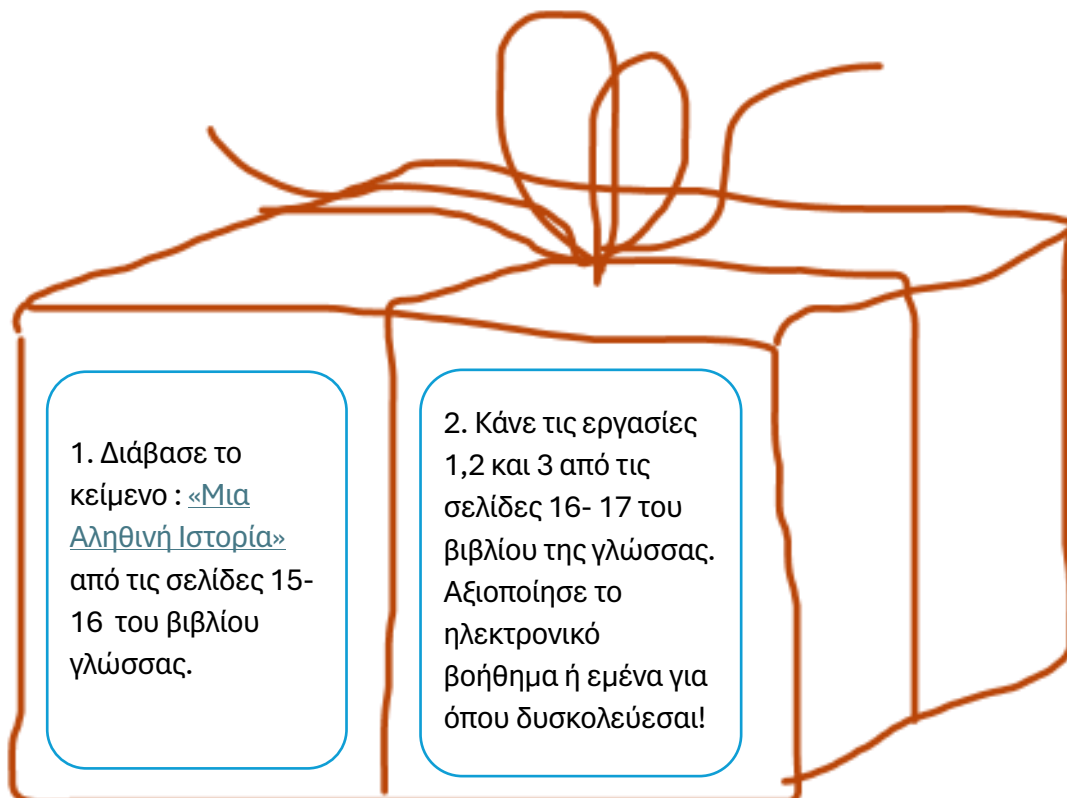 1. Διάβασε το
κείμενο : «Μια
Αληθινή Ιστορία»
από τις σελίδες 15-
16 του βιβλίου
γλώσσας.
2. Κάνε τις εργασίες
1,2 και 3 από τις
σελίδες 16- 17 του
βιβλίου της γλώσσας.
Αξιοποίησε το
ηλεκτρονικό
βοήθημα ή εμένα για
όπου δυσκολεύεσαι!